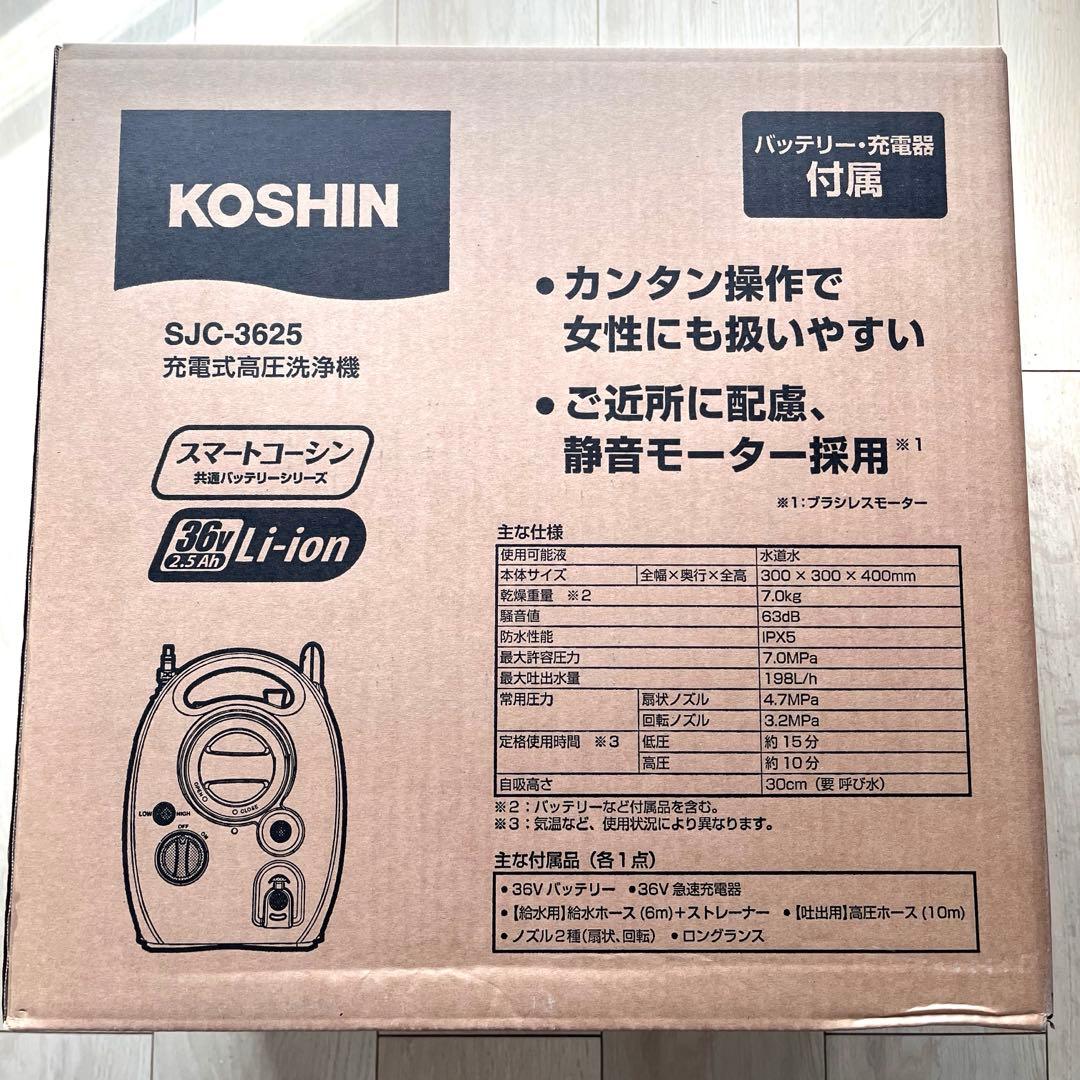 KOSHIN
バッテリー・充電器
付属
SJC-3625
充電式高圧洗浄機
スマートコーシン
共通バッテリーシリーズ
36V
2.5Ah
Li-ion
●カンタン操作で
女性にも扱いやすい
●ご近所に配慮、
静音モーター採用※1
※1：ブラシレスモーター
主な仕様
使用可能液 水道水
本体サイズ 全幅×奥行×全高 300×300×400mm
乾燥重量 ※2 7.0kg
騒音値 63dB
防水性能 IPX5
最大許容圧力 7.0MPa
最大吐出水量 198L/h
常用圧力 扇状ノズル 4.7MPa
回転ノズル 3.2MPa
定格使用時間 ※3 低圧 約15分
高圧 約10分
自吸高さ 30cm（要 呼び水）
※2：バッテリーなど付属品を含む。
※3：気温など、使用状況により異なります。
主な付属品（各1点）
●36Vバッテリー ●36V急速充電器
●【給水用】給水ホース(6m)＋ストレーナー ●【吐出用】高圧ホース(10m)
●ノズル2種(扇状、回転) ●ロングランス
OPEN
CLOSE
LOW
HIGH
OFF
ON